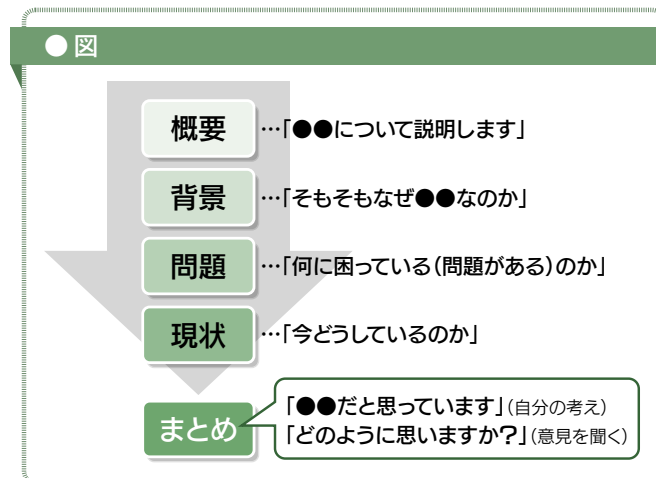 ●図
概要 …「●●について説明します」
背景 …「そもそもなぜ●●なのか」
問題 …「何に困っている(問題がある)のか」
現状 …「今どうしているのか」
まとめ 「●●だと思っています」(自分の考え)
「どのように思いますか?」(意見を聞く)